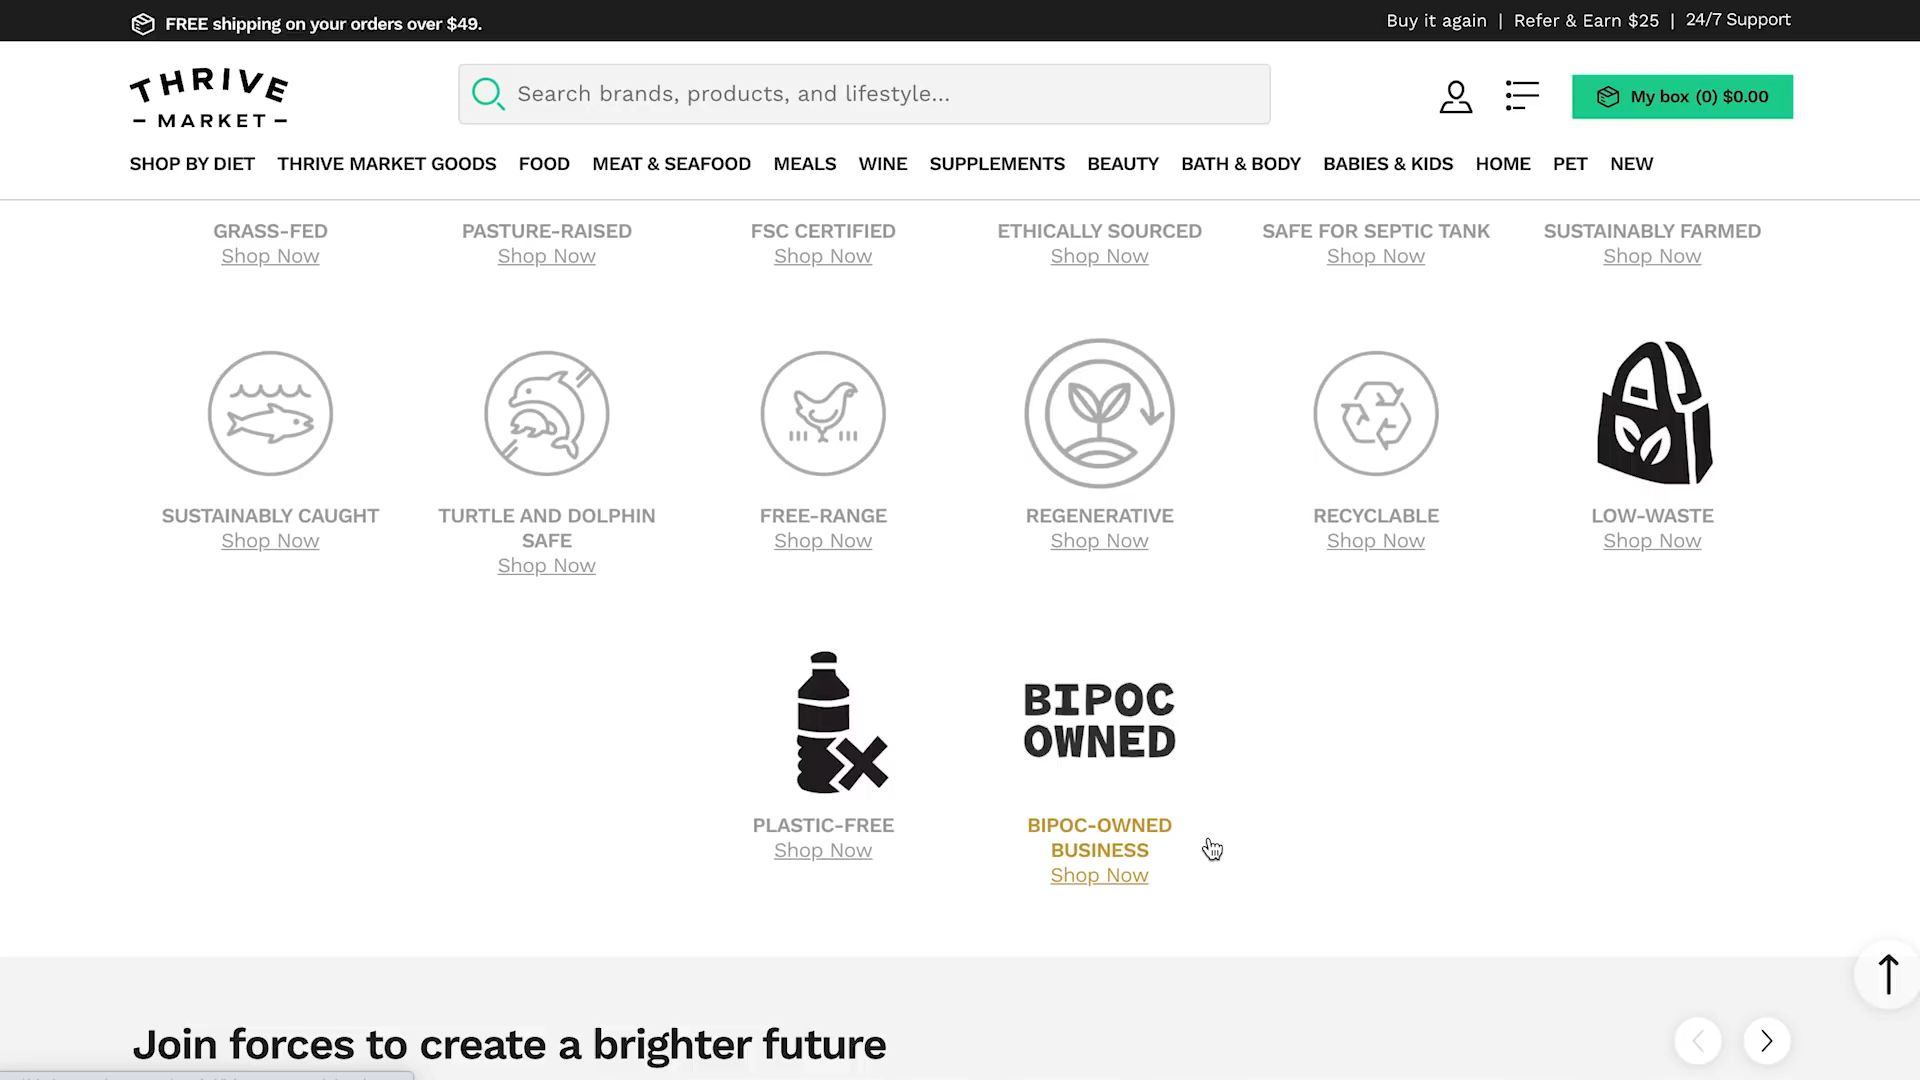 FREE shipping on your orders over $49.
Buy it again | Refer & Earn $25 | 24/7 Support
THRIVE
MARKET
Search brands, products, and lifestyle...
My box (0) $0.00
SHOP BY DIET THRIVE MARKET GOODS FOOD MEAT & SEAFOOD MEALS WINE SUPPLEMENTS BEAUTY BATH & BODY BABIES & KIDS HOME PET NEW
GRASS-FED
Shop Now
PASTURE-RAISED
Shop Now
FSC CERTIFIED
Shop Now
ETHICALLY SOURCED
Shop Now
SAFE FOR SEPTIC TANK
Shop Now
SUSTAINABLY FARMED
Shop Now
SUSTAINABLY CAUGHT
Shop Now
TURTLE AND DOLPHIN
SAFE
Shop Now
FREE-RANGE
Shop Now
REGENERATIVE
Shop Now
RECYCLABLE
Shop Now
LOW-WASTE
Shop Now
PLASTIC-FREE
Shop Now
BIPOC
OWNED
BIPOC-OWNED
BUSINESS
Shop Now
Join forces to create a brighter future